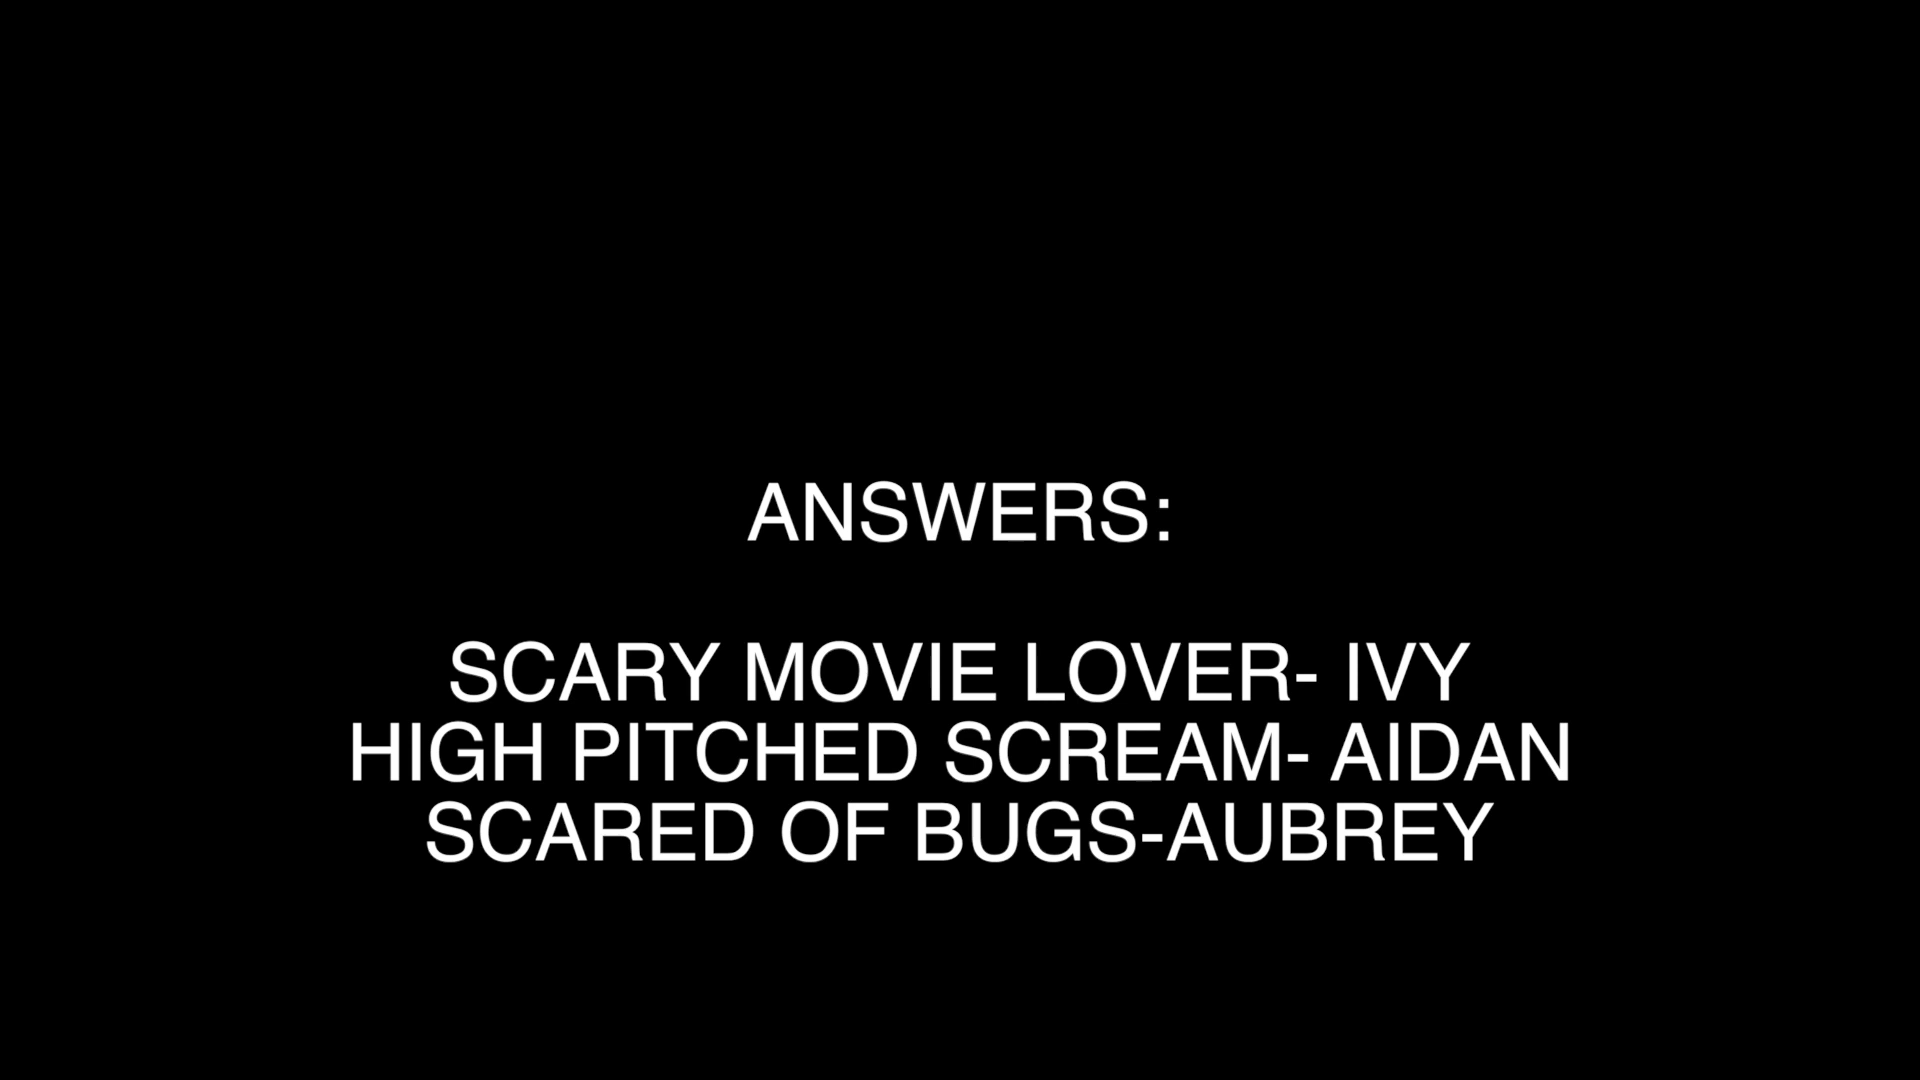 ANSWERS:
SCARY MOVIE LOVER- IVY
HIGH PITCHED SCREAM- AIDAN
SCARED OF BUGS-AUBREY